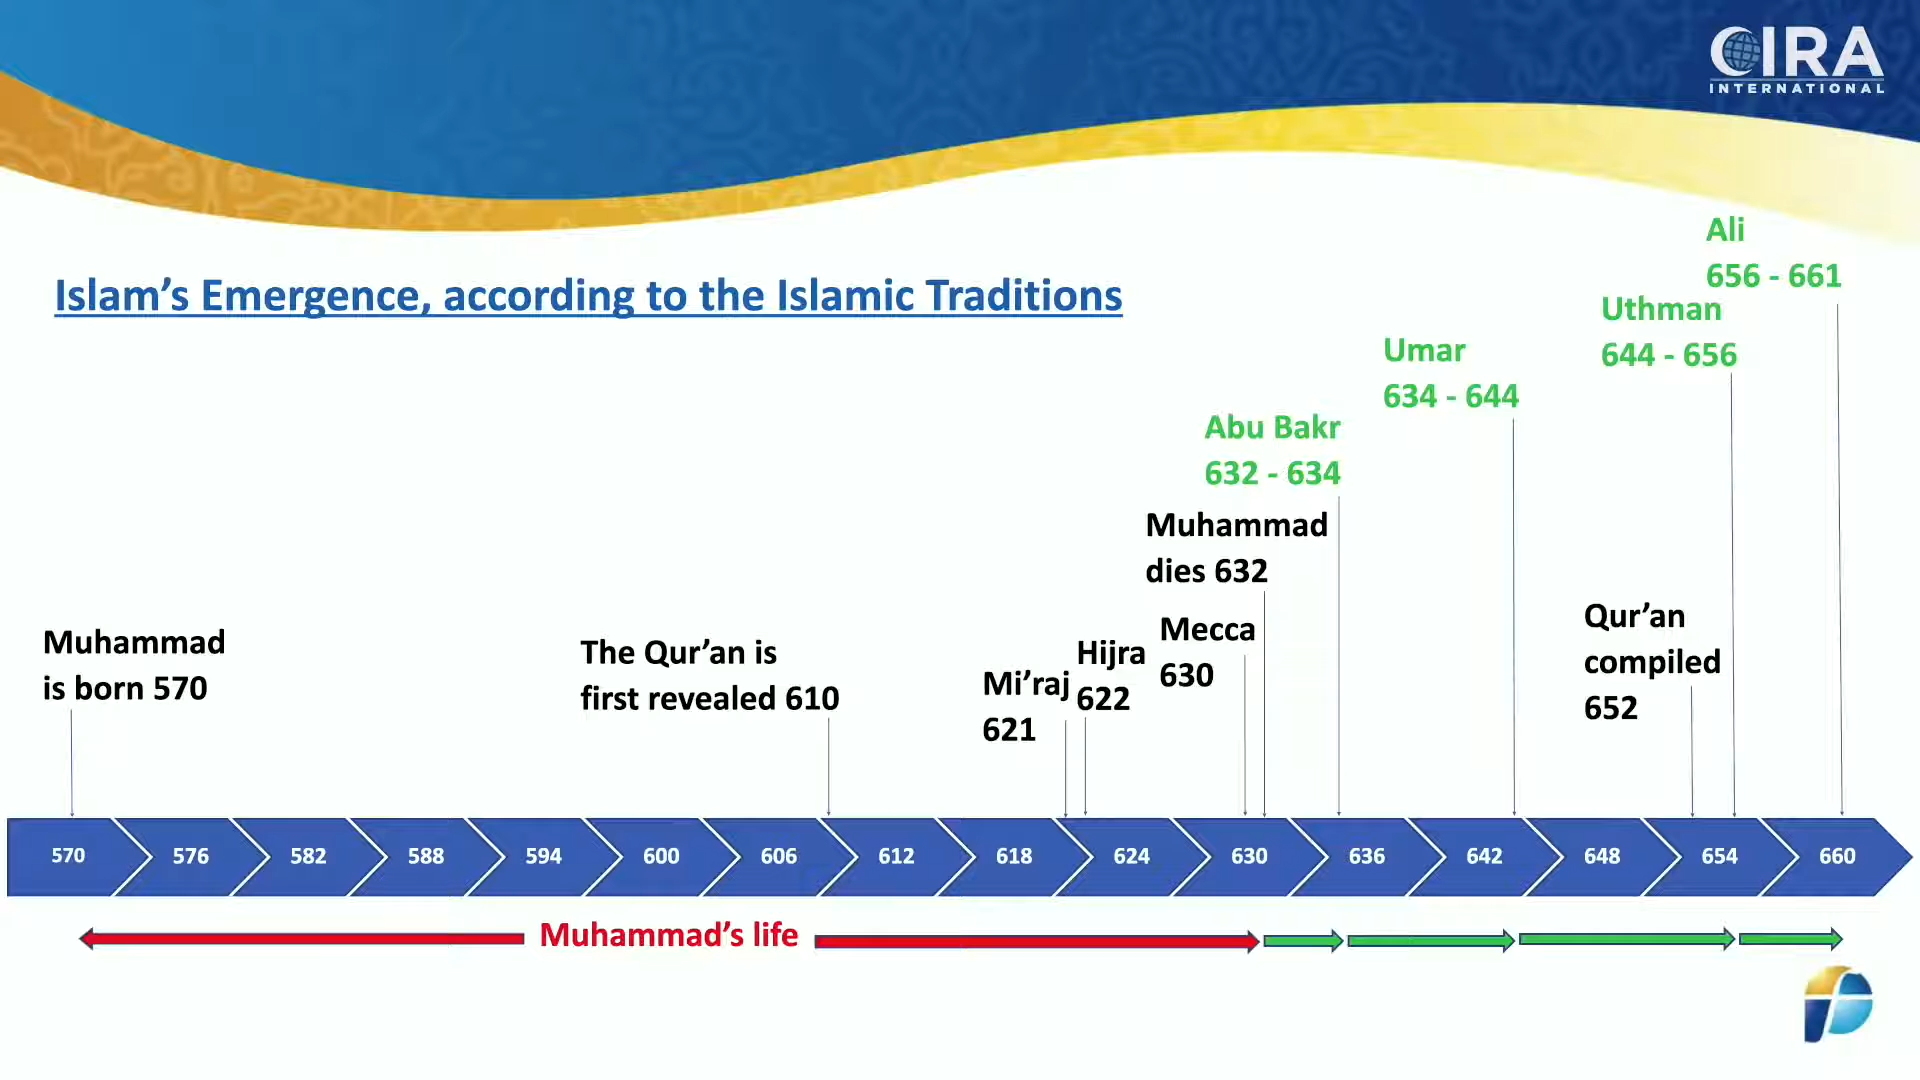 CIRA
INTERNATIONAL
Islam’s Emergence, according to the Islamic Traditions
Ali
656 - 661
Uthman
644 - 656
Umar
634 - 644
Abu Bakr
632 - 634
Muhammad
dies 632
Mecca
630
Hijra
622
Mi’raj
621
The Qur’an is
first revealed 610
Muhammad
is born 570
Qur’an
compiled
652
570 576 582 588 594 600 606 612 618 624 630 636 642 648 654 660
Muhammad’s life